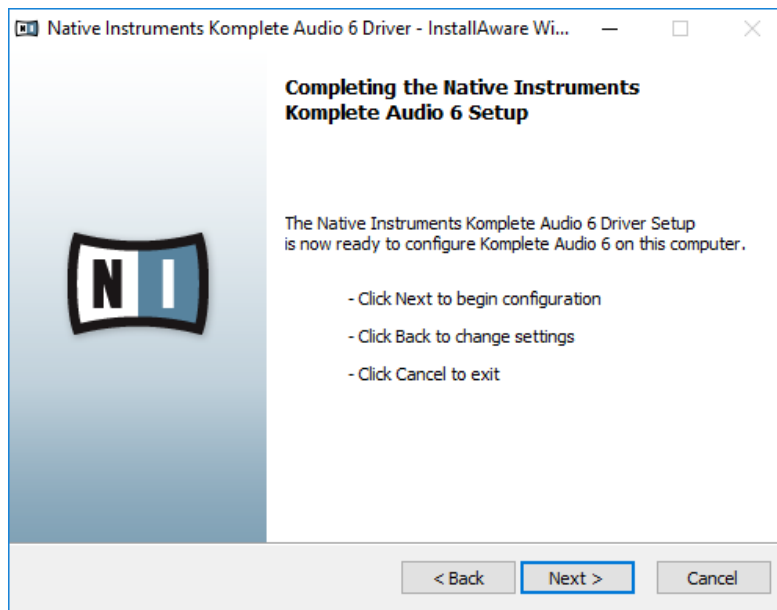 Native Instruments Komplete Audio 6 Driver - InstallAware Wi...
Completing the Native Instruments
Komplete Audio 6 Setup
The Native Instruments Komplete Audio 6 Driver Setup
is now ready to configure Komplete Audio 6 on this computer.
N I
- Click Next to begin configuration
- Click Back to change settings
- Click Cancel to exit
< Back
Next >
Cancel